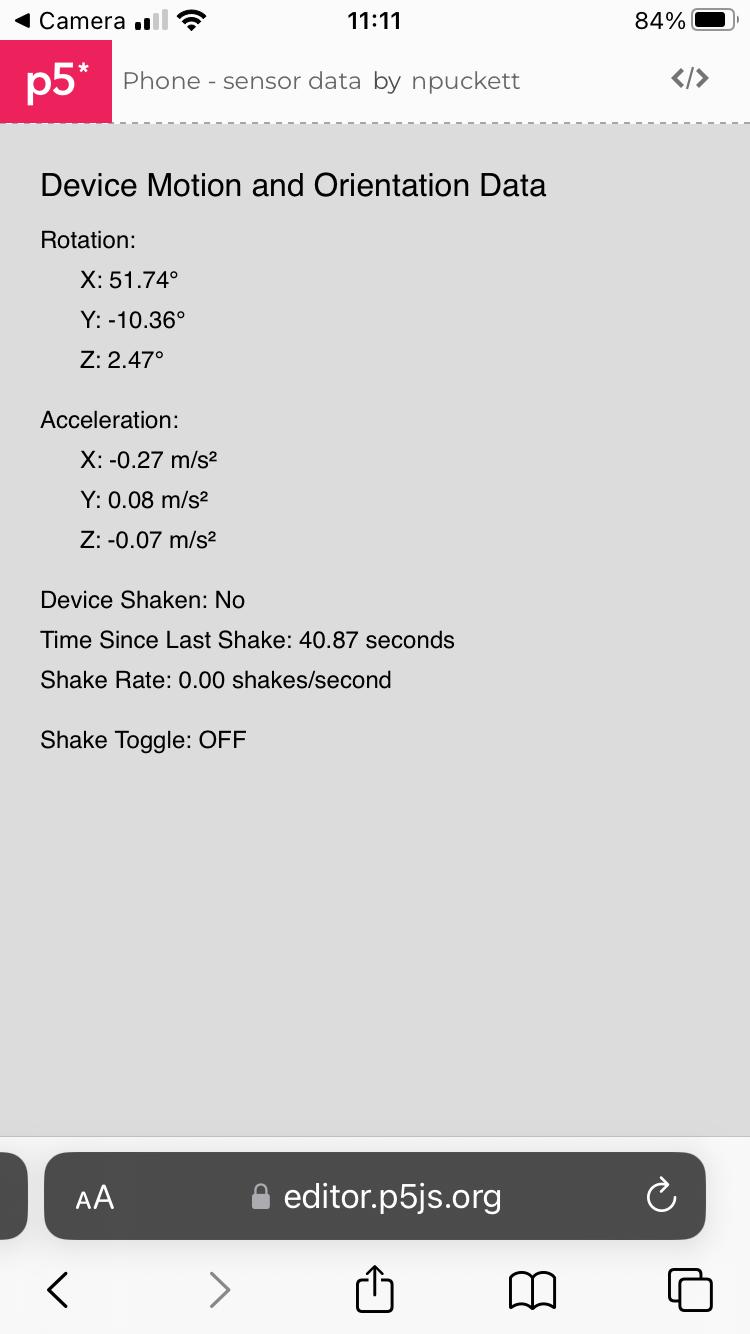 Camera 11:11 84%
p5* Phone - sensor data by npuckett </>
Device Motion and Orientation Data
Rotation:
X: 51.74°
Y: -10.36°
Z: 2.47°
Acceleration:
X: -0.27 m/s²
Y: 0.08 m/s²
Z: -0.07 m/s²
Device Shaken: No
Time Since Last Shake: 40.87 seconds
Shake Rate: 0.00 shakes/second
Shake Toggle: OFF
AA editor.p5js.org